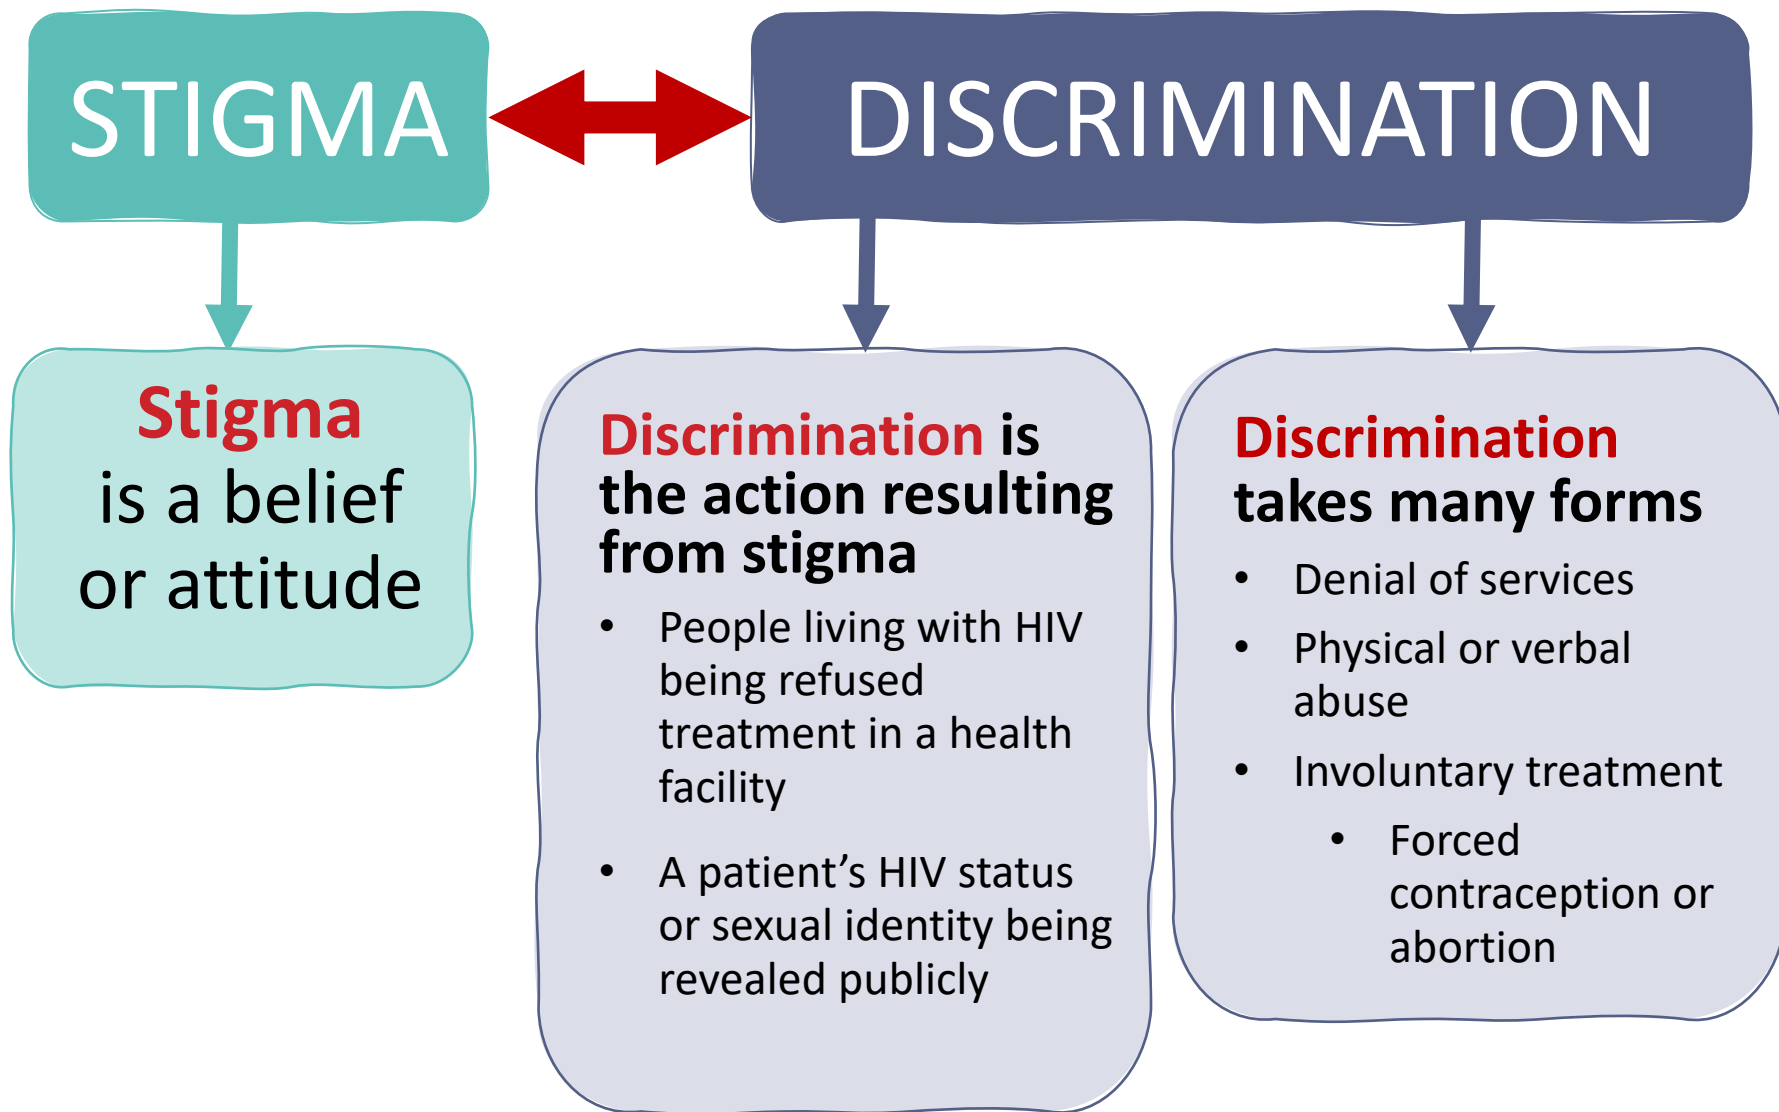 STIGMA
DISCRIMINATION
Stigma
is a belief
or attitude
Discrimination is
the action resulting
from stigma
• People living with HIV
being refused
treatment in a health
facility
• A patient’s HIV status
or sexual identity being
revealed publicly
Discrimination
takes many forms
• Denial of services
• Physical or verbal
abuse
• Involuntary treatment
• Forced
contraception or
abortion